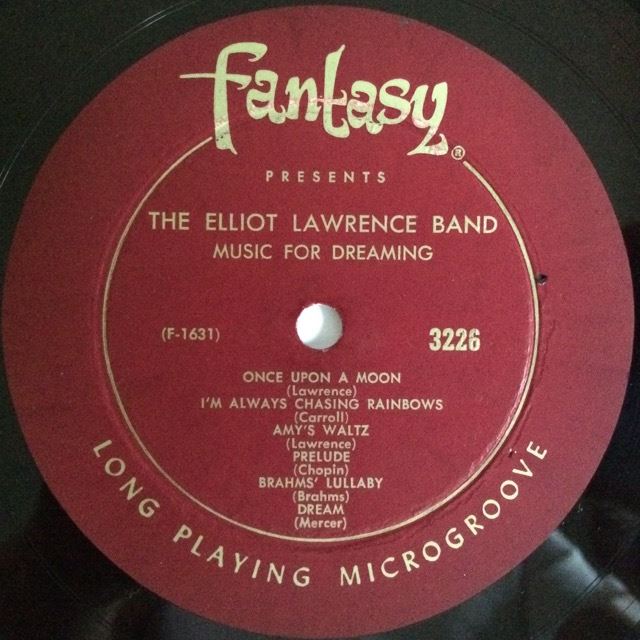 fantasy®
PRESENTS
THE ELLIOT LAWRENCE BAND
MUSIC FOR DREAMING
(F-1631) 3226
ONCE UPON A MOON
(Lawrence)
I'M ALWAYS CHASING RAINBOWS
(Carroll)
AMY'S WALTZ
(Lawrence)
PRELUDE
(Chopin)
BRAHMS' LULLABY
(Brahms)
DREAM
(Mercer)
LONG PLAYING MICROGROOVE